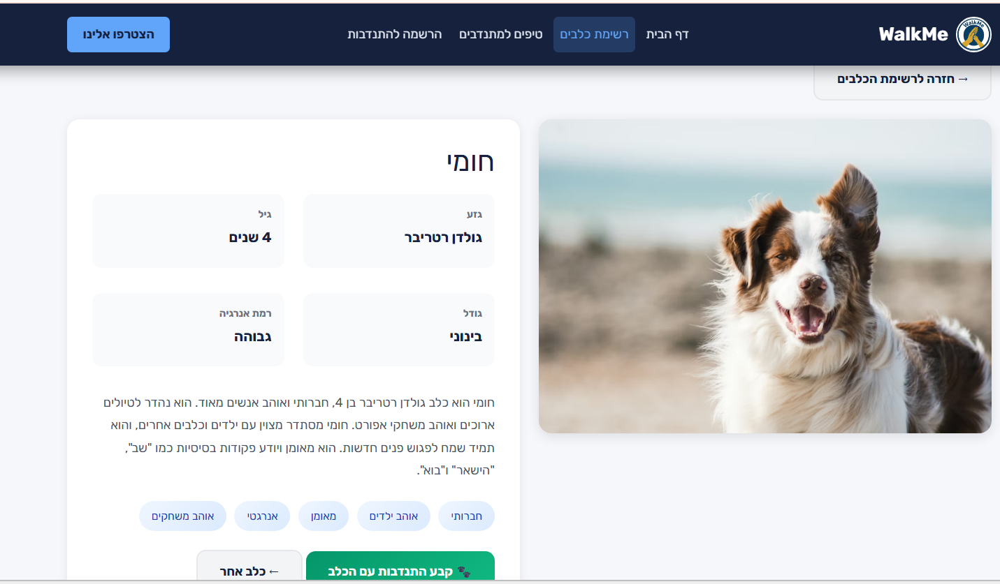 WalkMe
WalkMe
דף הבית
רשימת כלבים
טיפים למתנדבים
הרשמה להתנדבות
הצטרפו אלינו
→ חזרה לרשימת הכלבים
חומי
גזע
גולדן רטריבר
גיל
4 שנים
גודל
בינוני
רמת אנרגיה
גבוהה
חומי הוא כלב גולדן רטריבר בן 4, חברותי ואוהב אנשים מאוד. הוא נהדר לטיולים
ארוכים ואוהב משחקי אפורט. חומי מסתדר מצוין עם ילדים וכלבים אחרים, והוא
תמיד שמח לפגוש פנים חדשות. הוא מאומן ויודע פקודות בסיסיות כמו "שב",
"הישאר" ו"בוא".
חברותי
אוהב ילדים
מאומן
אנרגטי
אוהב משחקים
🐾 קבע התנדבות עם הכלב
← כלב אחר